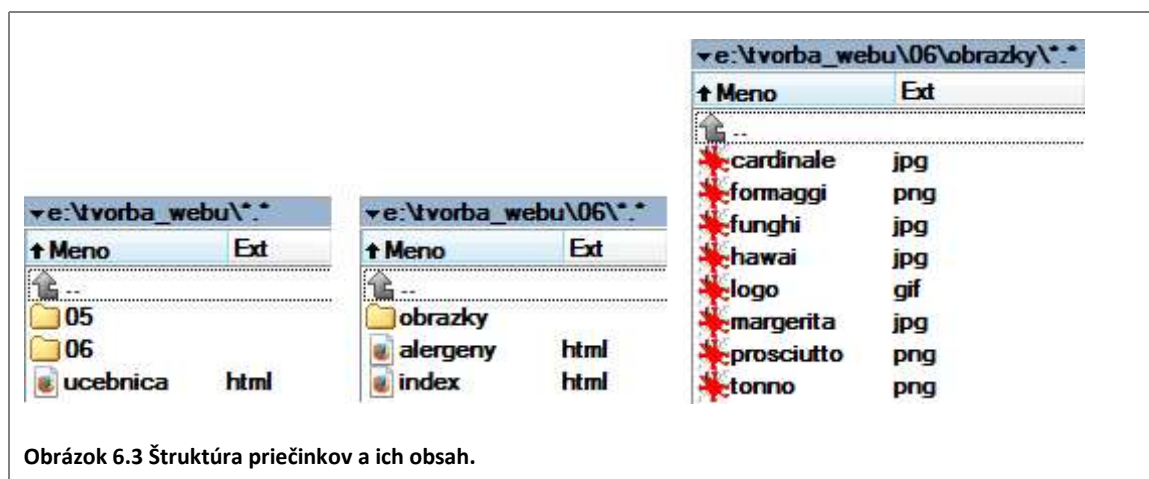 ▾e:\tvorba_webu\*.*
↑Meno Ext
..
05
06
ucebnica html
▾e:\tvorba_webu\06\*.*
↑Meno Ext
..
obrazky
alergeny html
index html
▾e:\tvorba_webu\06\obrazky\*.*
↑Meno Ext
..
cardinale jpg
formaggi png
funghi jpg
hawai jpg
logo gif
margerita jpg
prosciutto png
tonno png
Obrázok 6.3 Štruktúra priečinkov a ich obsah.